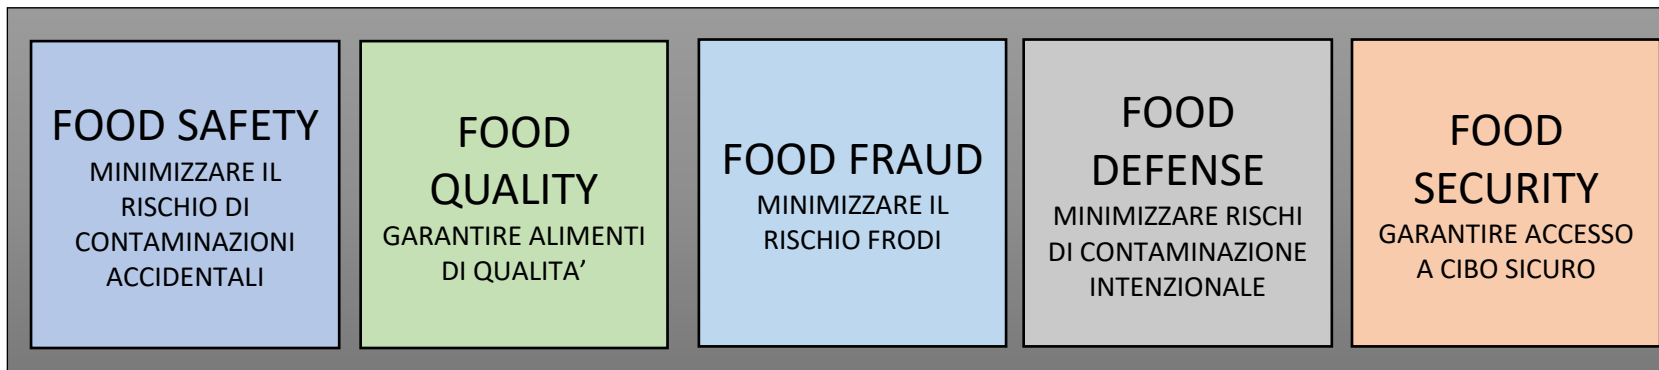 FOOD SAFETY
MINIMIZZARE IL
RISCHIO DI
CONTAMINAZIONI
ACCIDENTALI
FOOD
QUALITY
GARANTIRE ALIMENTI
DI QUALITA’
FOOD FRAUD
MINIMIZZARE IL
RISCHIO FRODI
FOOD
DEFENSE
MINIMIZZARE RISCHI
DI CONTAMINAZIONE
INTENZIONALE
FOOD
SECURITY
GARANTIRE ACCESSO
A CIBO SICURO